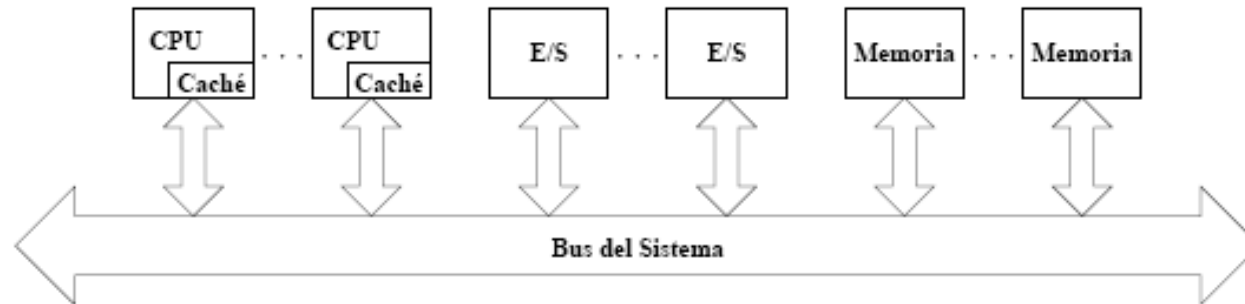 CPU
Caché
. . .
CPU
Caché
E/S
. . .
E/S
Memoria
. . .
Memoria
Bus del Sistema